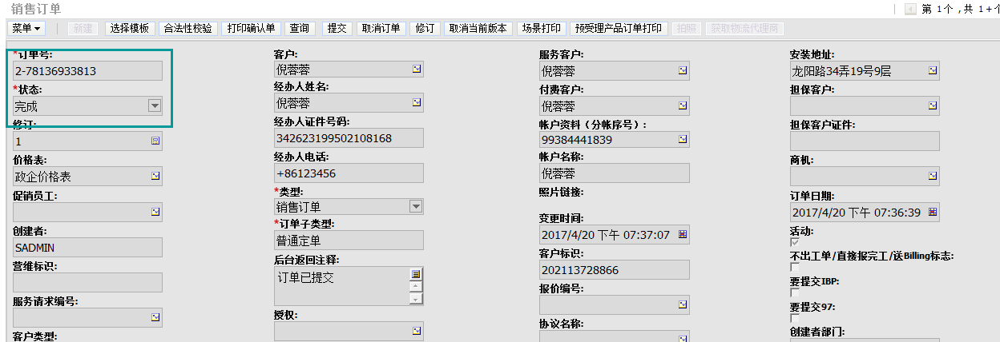 销售订单
第 1个 ,共 1+个
菜单 新建 选择模板 合法性校验 打印确认单 查询 提交 取消订单 修订 取消当前版本 场景打印 预受理产品订单打印 拍照 获取物流代理商
*订单号:
2-78136933813
*状态:
完成
修订:
1
价格表:
政企价格表
促销员工:
创建者:
SADMIN
营维标识:
服务请求编号:
客户类型:
客户:
倪蓉蓉
经办人姓名:
倪蓉蓉
经办人证件号码:
342623199502108168
经办人电话:
+86123456
*类型:
销售订单
*订单子类型:
普通定单
后台返回注释:
订单已提交
授权:
服务客户:
倪蓉蓉
付费客户:
倪蓉蓉
帐户资料（分帐序号）:
99384441839
帐户名称:
倪蓉蓉
照片链接:
变更时间:
2017/4/20 下午 07:37:07
客户标识:
202113728866
报价编号:
协议名称:
安装地址:
龙阳路34弄19号9层
担保客户:
担保客户证件:
商机:
订单日期:
2017/4/20 下午 07:36:39
活动:
不出工单/直接报完工/送Billing标志:
要提交IBP:
要提交97:
创建者部门: